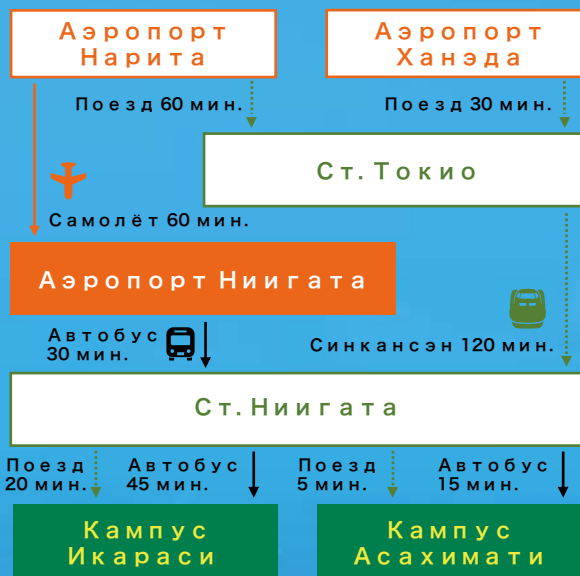 Аэропорт
Нарита
Аэропорт
Ханэда
Поезд 60 мин.
Поезд 30 мин.
Ст. Токио
Самолёт 60 мин.
Аэропорт Ниигата
Автобус
30 мин.
Синкансэн 120 мин.
Ст. Ниигата
Поезд
20 мин.
Автобус
45 мин.
Поезд
5 мин.
Автобус
15 мин.
Кампус
Икараси
Кампус
Асахимати